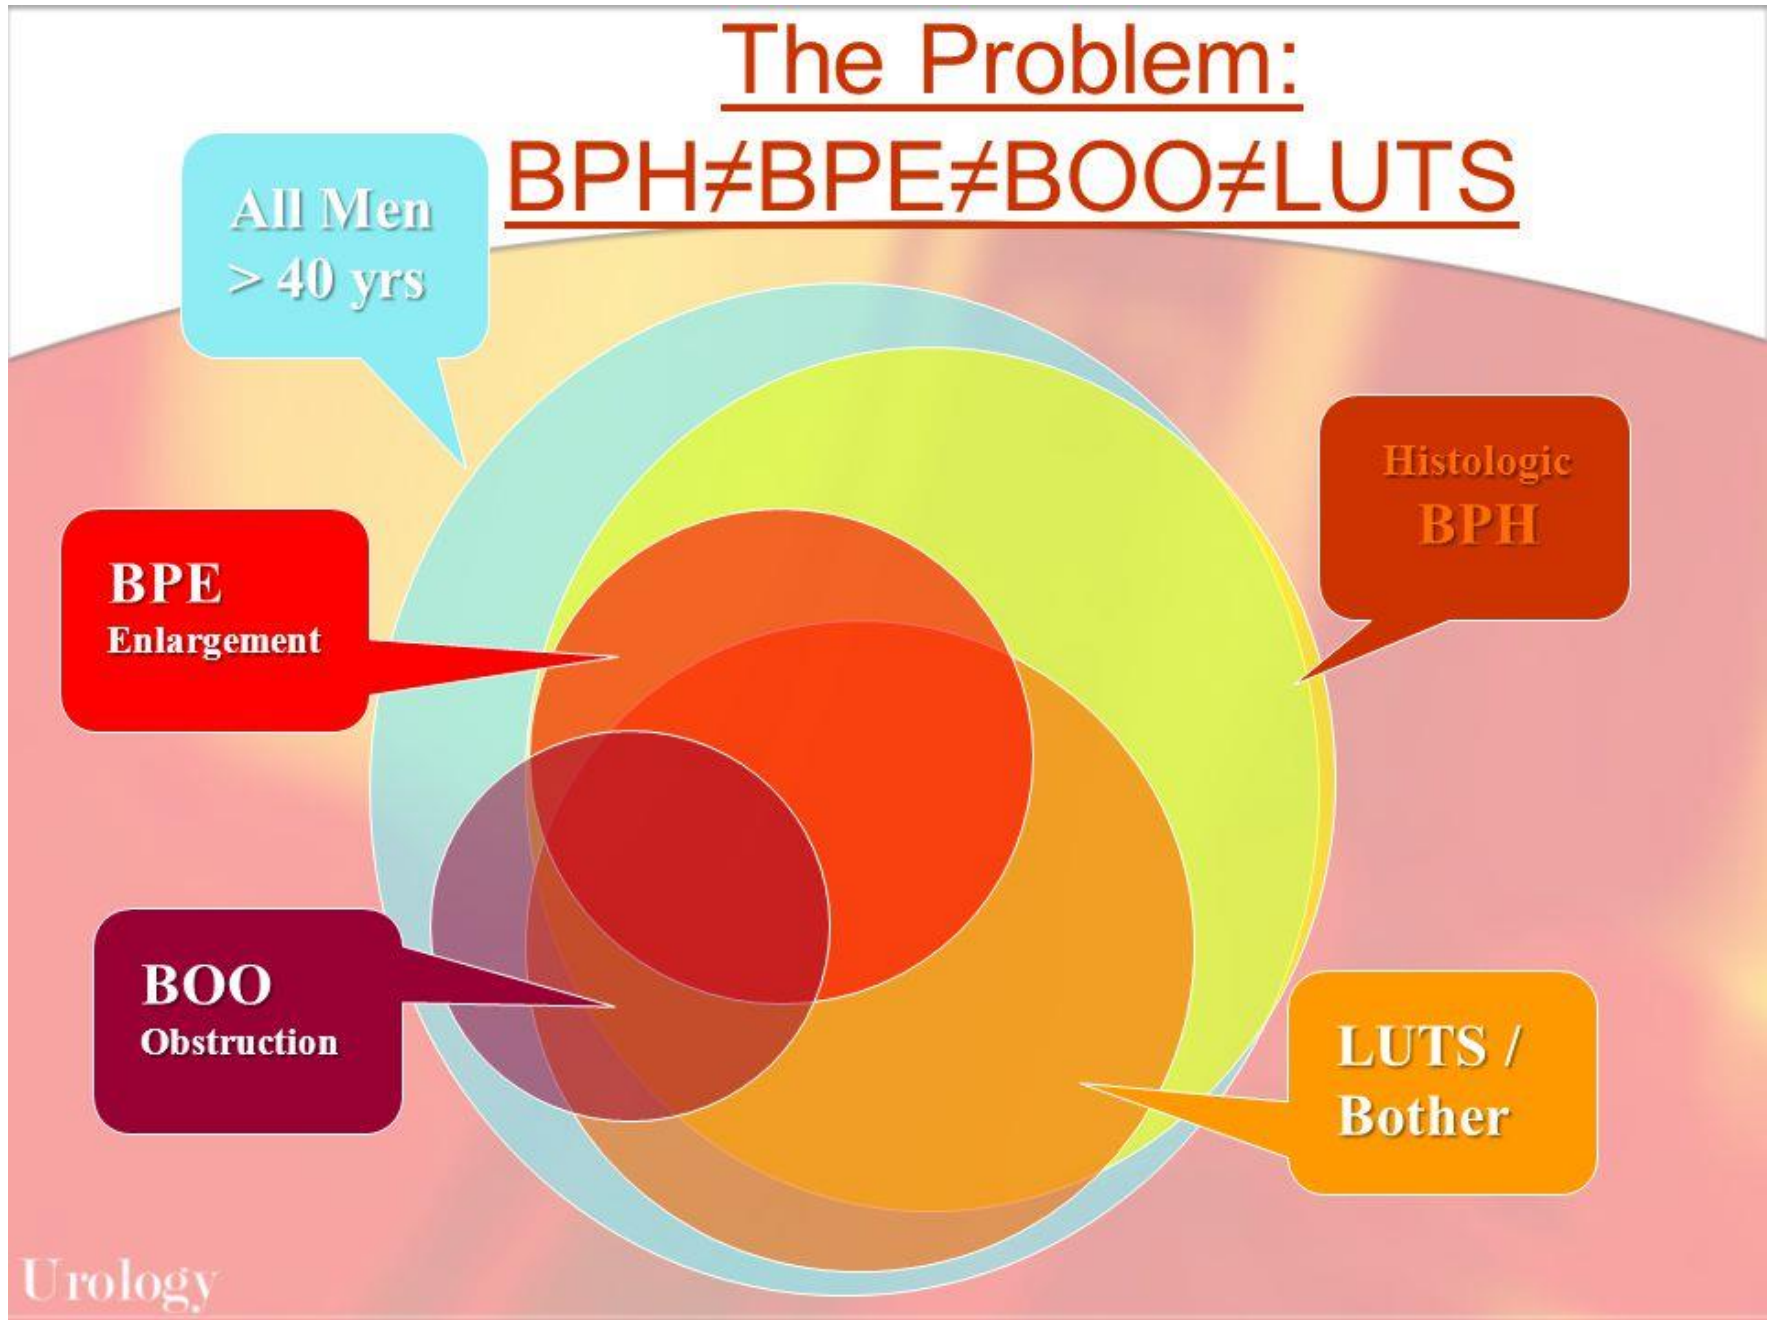 The Problem:
BPH≠BPE≠BOO≠LUTS
All Men
> 40 yrs
Histologic
BPH
BPE
Enlargement
BOO
Obstruction
LUTS /
Bother
Urology